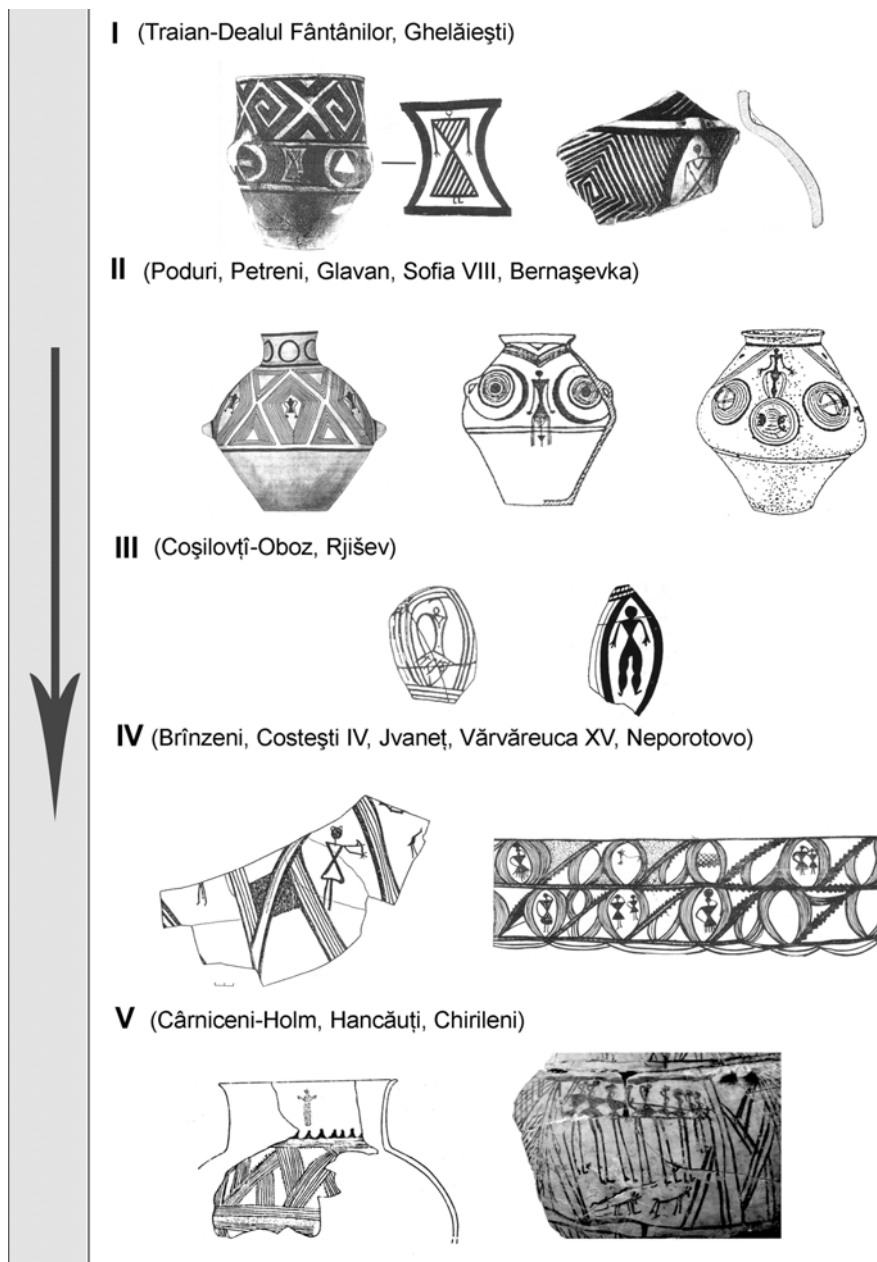 I (Traian-Dealul Fântânilor, Ghelăieşti)
II (Poduri, Petreni, Glavan, Sofia VIII, Bernaşevka)
III (Coşilovţî-Oboz, Rjišev)
IV (Brînzeni, Costeşti IV, Jvaneţ, Vărvăreuca XV, Neporotovo)
V (Cârniceni-Holm, Hancăuţi, Chirileni)